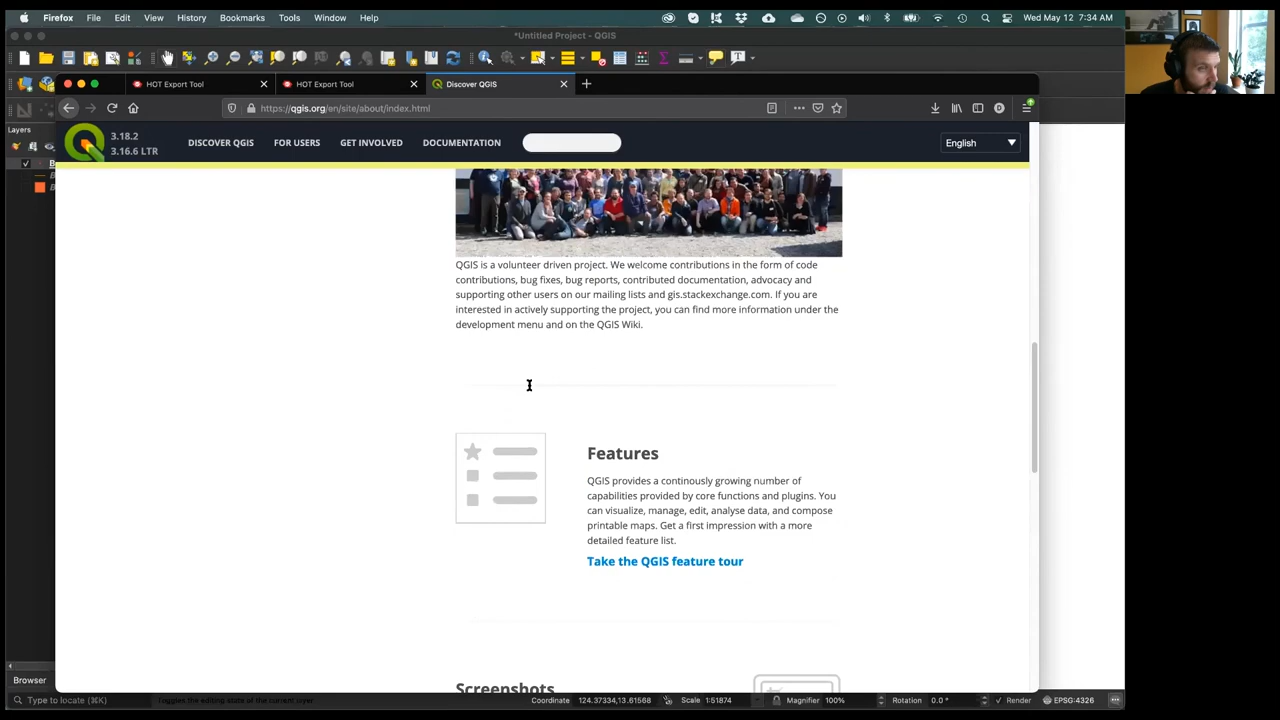 Firefox File Edit View History Bookmarks Tools Window Help Wed May 12 7:34 AM
*Untitled Project - QGIS
HOT Export Tool HOT Export Tool Discover QGIS
https://qgis.org/en/site/about/index.html
3.18.2
3.16.6 LTR
DISCOVER QGIS FOR USERS GET INVOLVED DOCUMENTATION English
Layers
QGIS is a volunteer driven project. We welcome contributions in the form of code
contributions, bug fixes, bug reports, contributed documentation, advocacy and
supporting other users on our mailing lists and gis.stackexchange.com. If you are
interested in actively supporting the project, you can find more information under the
development menu and on the QGIS Wiki.
Features
QGIS provides a continously growing number of
capabilities provided by core functions and plugins. You
can visualize, manage, edit, analyse data, and compose
printable maps. Get a first impression with a more
detailed feature list.
Take the QGIS feature tour
Screenshots
Browser
Type to locate (⌘K) Toggles the editing state of the current layer Coordinate 124.37334,13.61568 Scale 1:51874 Magnifier 100% Rotation 0.0 ° Render EPSG:4326